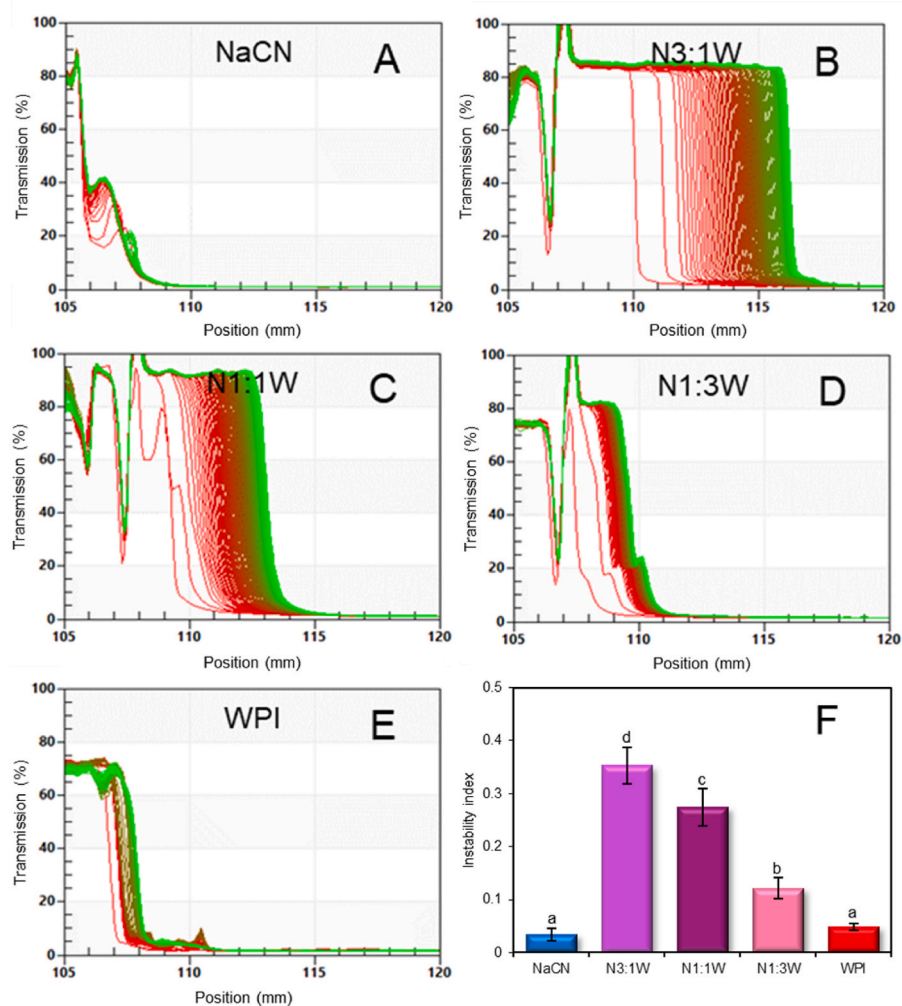 NaCN
A
Transmission (%)
100
80
60
40
20
0
105
110
115
120
Position (mm)
N3:1W
B
Transmission (%)
100
80
60
40
20
0
105
110
115
120
Position (mm)
N1:1W
C
Transmission (%)
100
80
60
40
20
0
105
110
115
120
Position (mm)
N1:3W
D
Transmission (%)
100
80
60
40
20
0
105
110
115
120
Position (mm)
WPI
E
Transmission (%)
100
80
60
40
20
0
105
110
115
120
Position (mm)
F
Instability index
0.5
0.4
0.3
0.2
0.1
0
a
d
c
b
a
NaCN
N3:1W
N1:1W
N1:3W
WPI